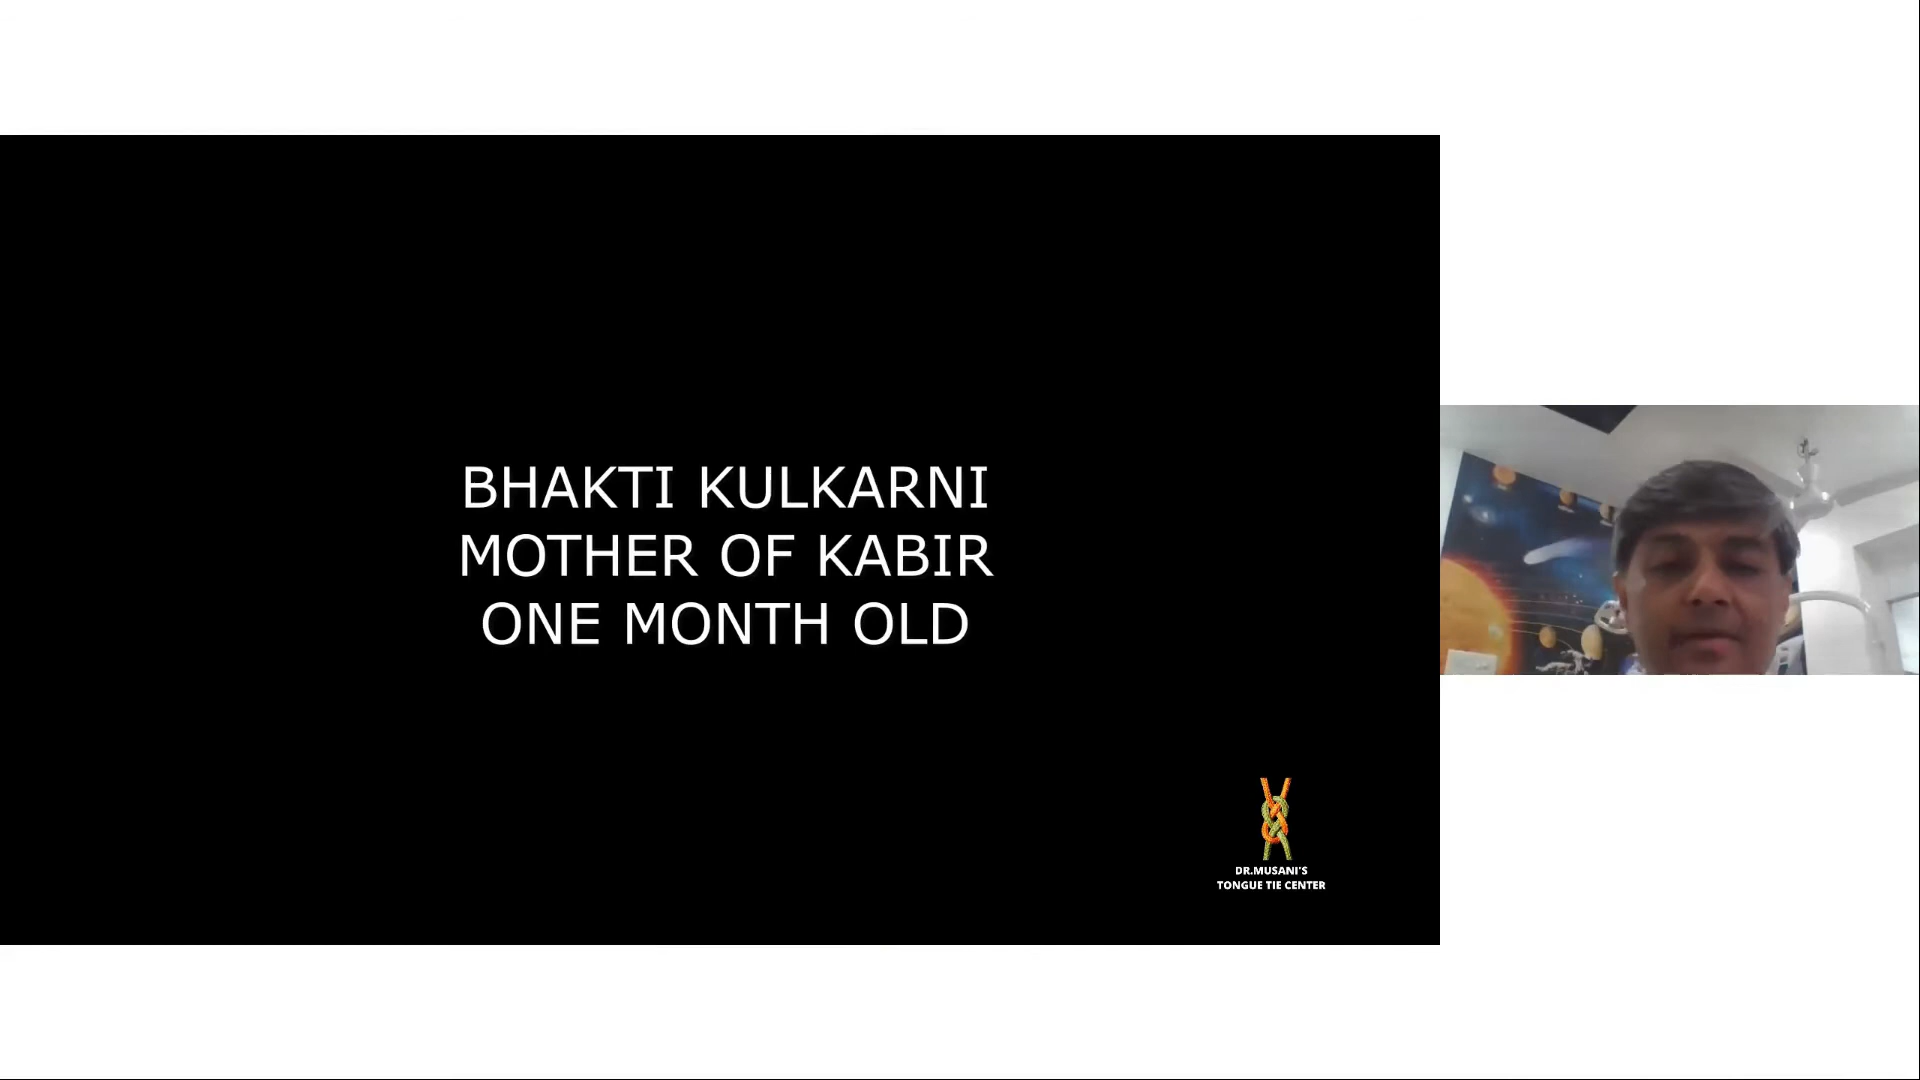 BHAKTI KULKARNI
MOTHER OF KABIR
ONE MONTH OLD
DR.MUSANI'S
TONGUE TIE CENTER